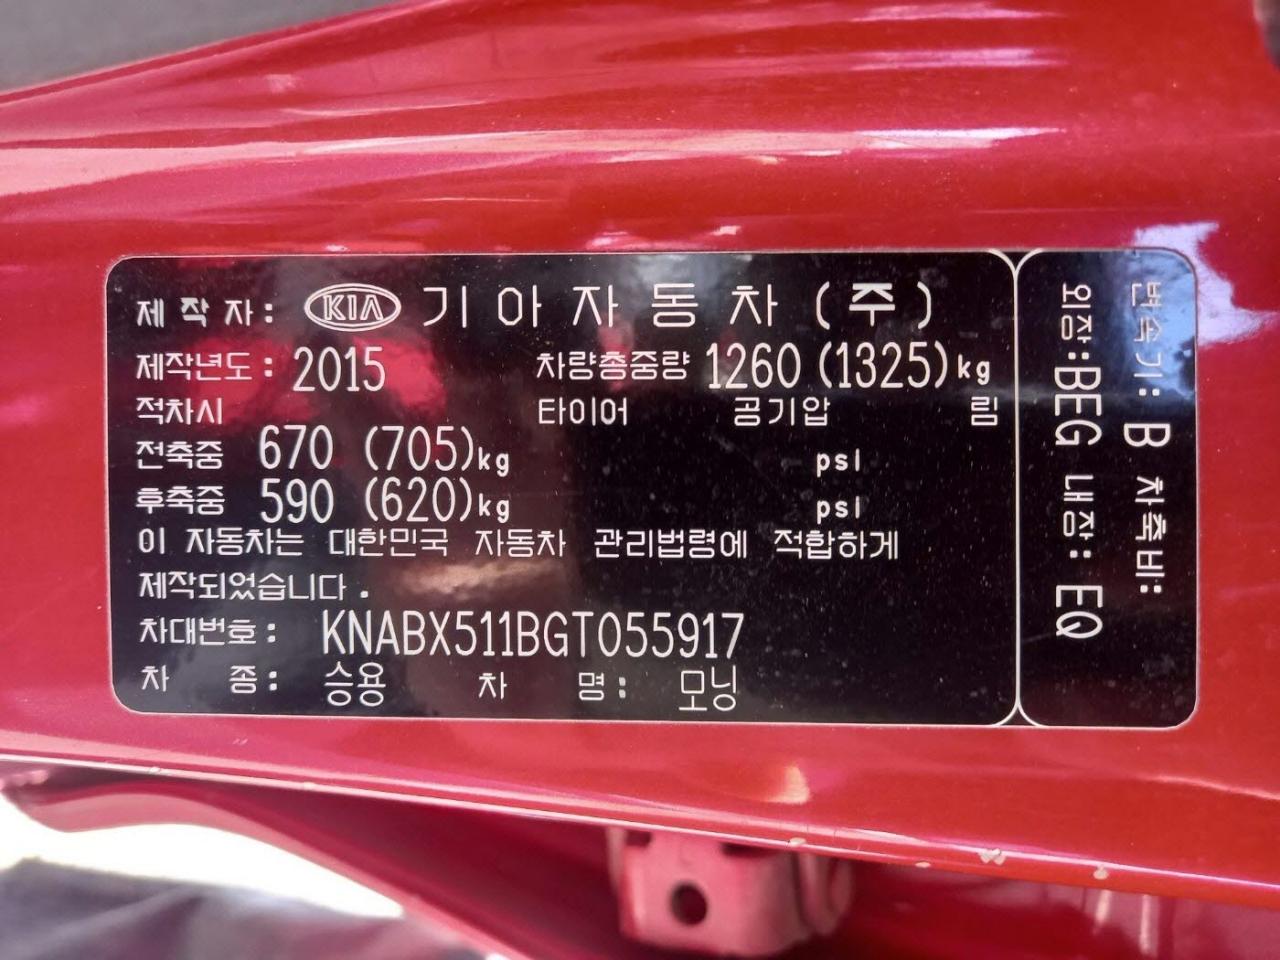 제 작 자 : KIA 기 아 자 동 차 ( 주 )
제작년도 : 2015 차량총중량 1260 (1325)kg
적차시 타이어 공기압 림
전축중 670 (705)kg psi
후축중 590 (620)kg psi
이 자동차는 대한민국 자동차 관리법령에 적합하게
제작되었습니다 .
차대번호 : KNABX511BGT055917
차 종 : 승용 차 명 : 모닝
변속기: B 차축비:
외장:BEG 내장: EQ